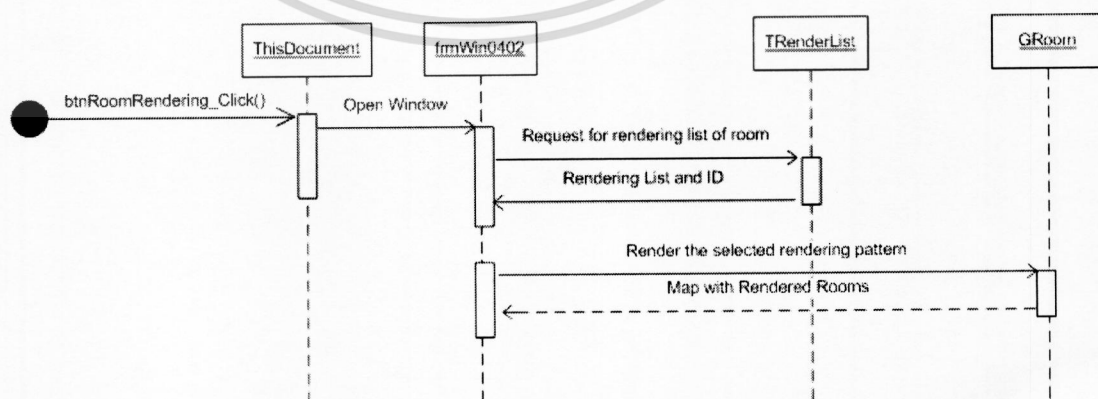 ThisDocument
frmWin0402
TRenderList
GRoom
btnRoomRendering_Click()
Open Window
Request for rendering list of room
Rendering List and ID
Render the selected rendering pattern
Map with Rendered Rooms